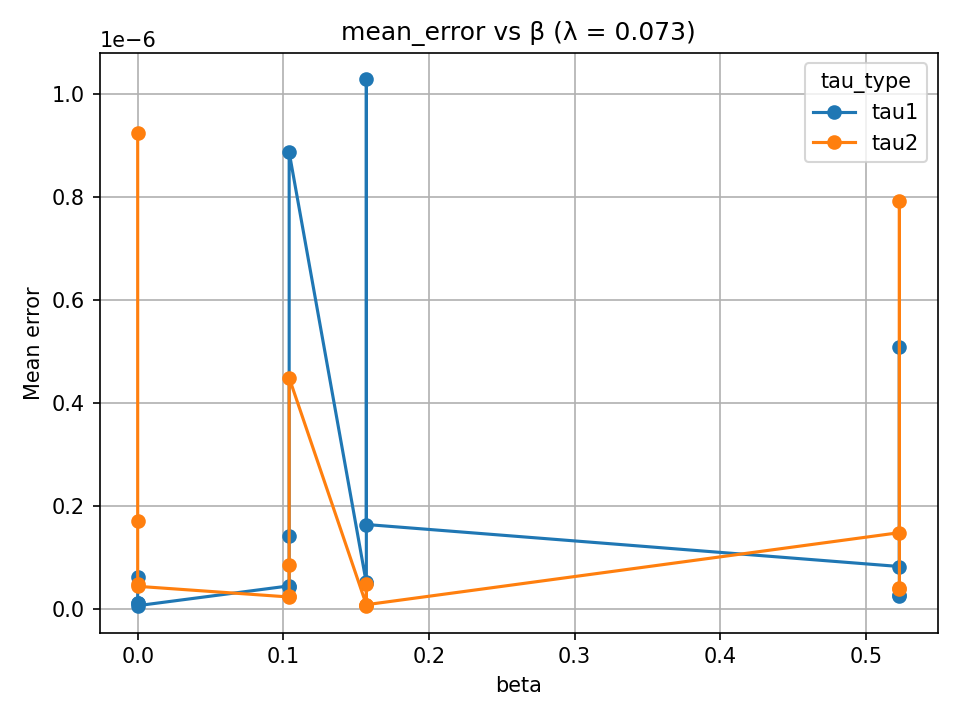 mean_error vs β (λ = 0.073)
1e−6
tau_type
tau1
tau2
Mean error
1.0
0.8
0.6
0.4
0.2
0.0
0.0 0.1 0.2 0.3 0.4 0.5
beta